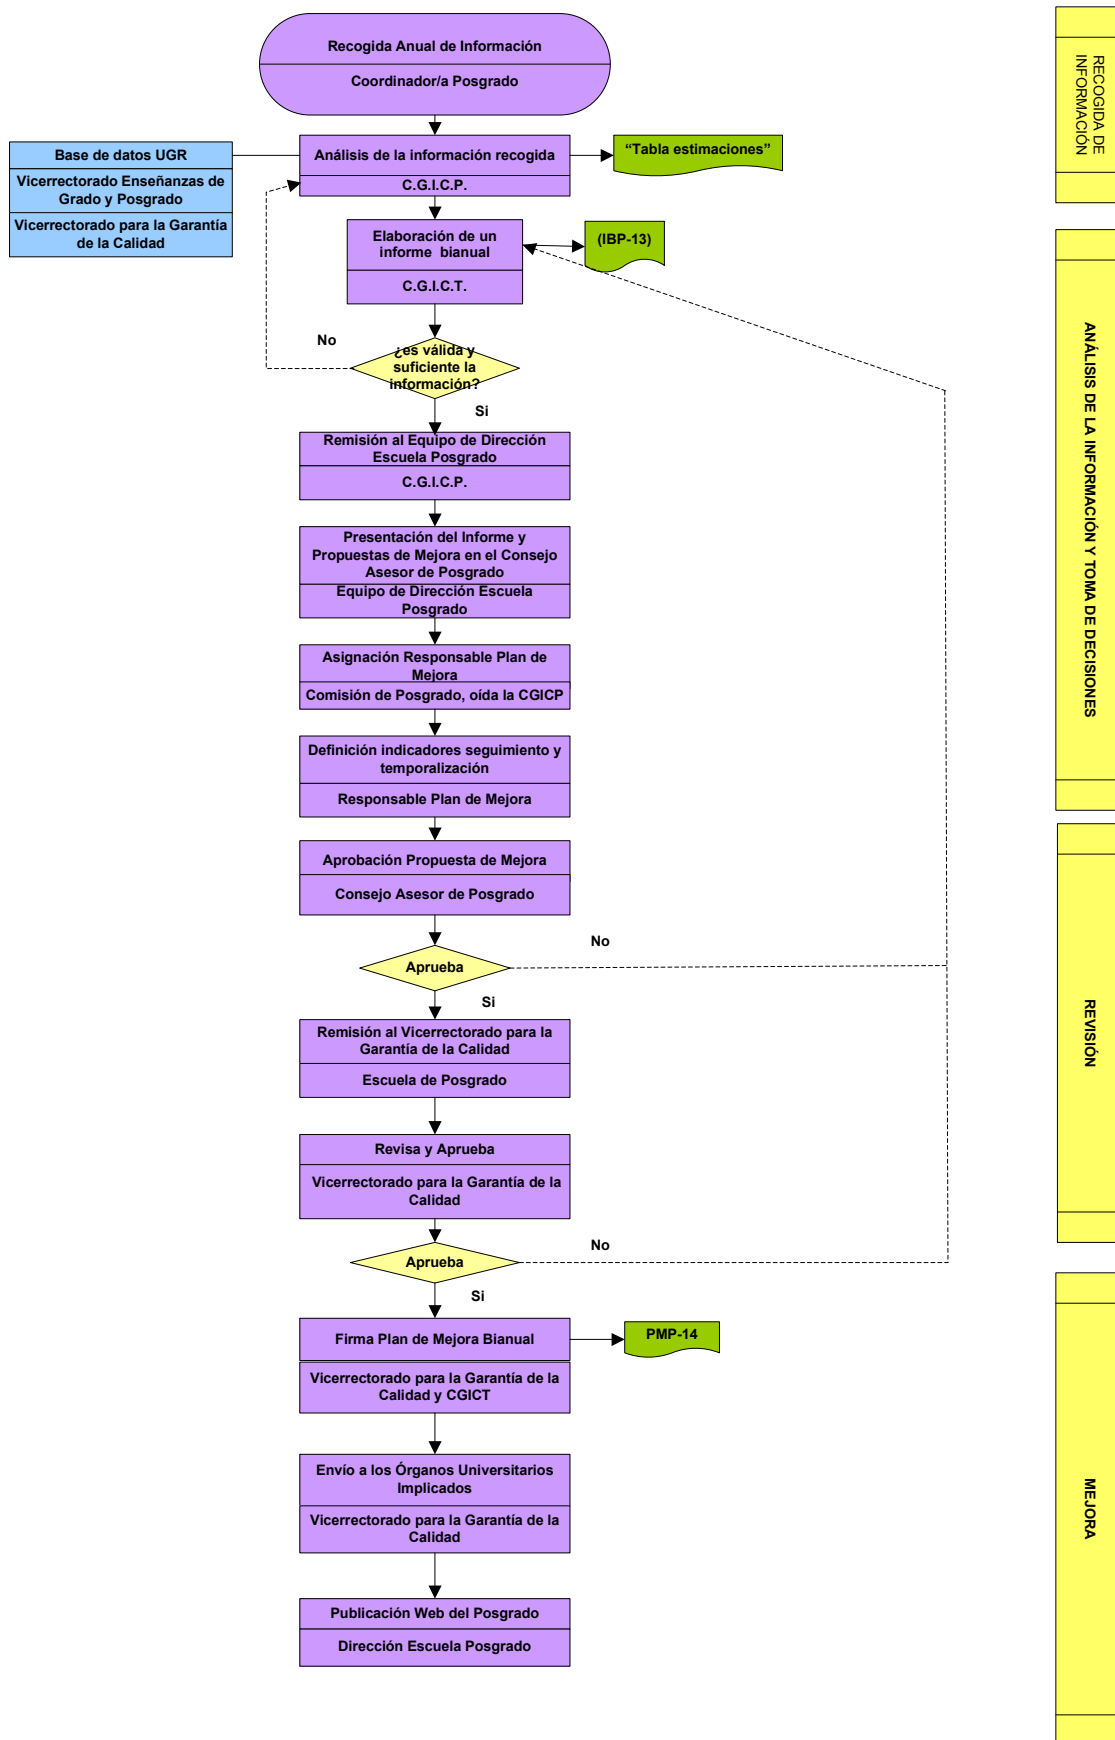 Recogida Anual de Información
Coordinador/a Posgrado
RECOGIDA DE
INFORMACIÓN
Base de datos UGR
Vicerrectorado Enseñanzas de
Grado y Posgrado
Vicerrectorado para la Garantía
de la Calidad
Análisis de la información recogida
C.G.I.C.P.
“Tabla estimaciones”
Elaboración de un
informe bianual
C.G.I.C.T.
(IBP-13)
ANÁLISIS DE LA INFORMACIÓN Y TOMA DE DECISIONES
No
¿es válida y
suficiente la
información?
Si
Remisión al Equipo de Dirección
Escuela Posgrado
C.G.I.C.P.
Presentación del Informe y
Propuestas de Mejora en el Consejo
Asesor de Posgrado
Equipo de Dirección Escuela
Posgrado
Asignación Responsable Plan de
Mejora
Comisión de Posgrado, oída la CGICP
Definición indicadores seguimiento y
temporalización
Responsable Plan de Mejora
Aprobación Propuesta de Mejora
Consejo Asesor de Posgrado
No
Aprueba
Si
REVISIÓN
Remisión al Vicerrectorado para la
Garantía de la Calidad
Escuela de Posgrado
Revisa y Aprueba
Vicerrectorado para la Garantía de la
Calidad
No
Aprueba
Si
Firma Plan de Mejora Bianual
PMP-14
Vicerrectorado para la Garantía de la
Calidad y CGICT
MEJORA
Envío a los Órganos Universitarios
Implicados
Vicerrectorado para la Garantía de la
Calidad
Publicación Web del Posgrado
Dirección Escuela Posgrado